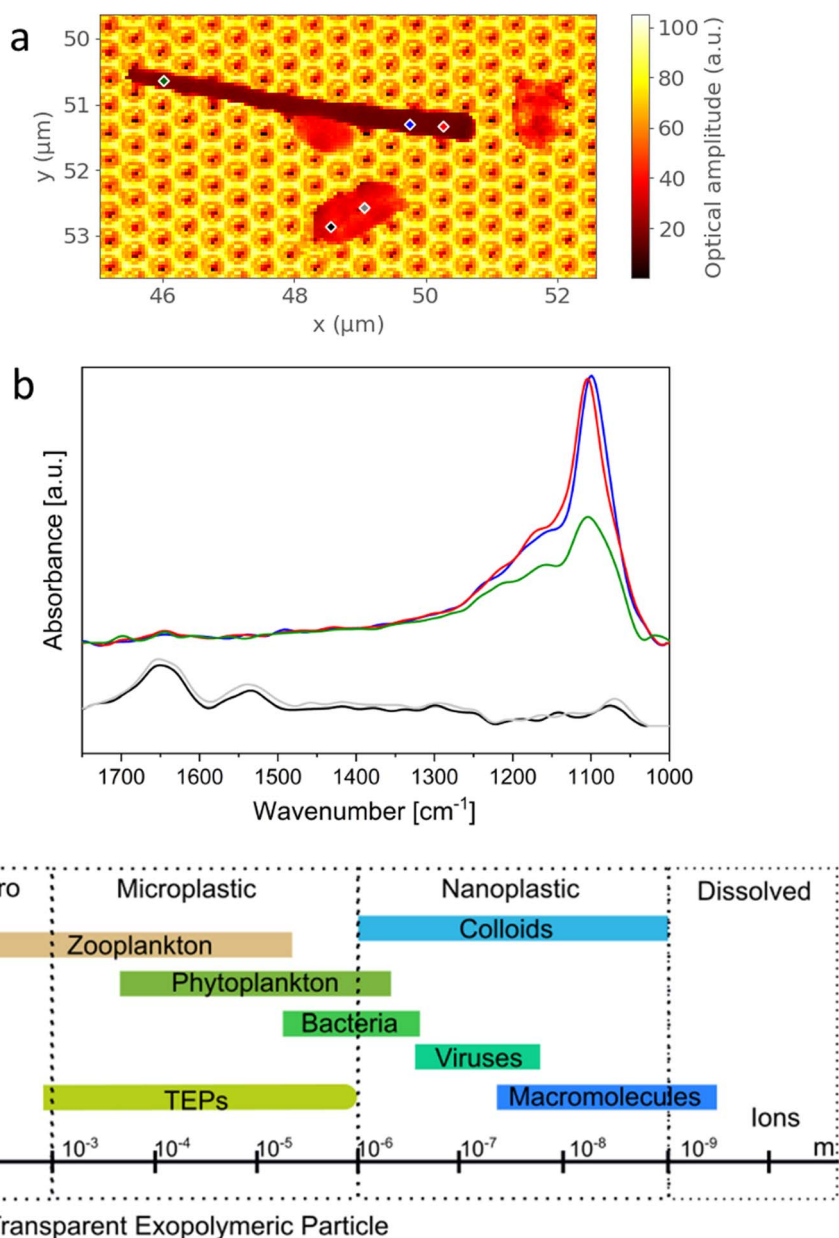 a
50
51
52
53
y (µm)
46 48 50 52
x (µm)
100
80
60
40
20
Optical amplitude (a.u.)
b
Absorbance [a.u.]
1700 1600 1500 1400 1300 1200 1100 1000
Wavenumber [cm-1]
ro Microplastic Nanoplastic Dissolved
Colloids
Zooplankton
Phytoplankton
Bacteria
Viruses
TEPs Macromolecules
Ions
10-3 10-4 10-5 10-6 10-7 10-8 10-9 m
Transparent Exopolymeric Particle